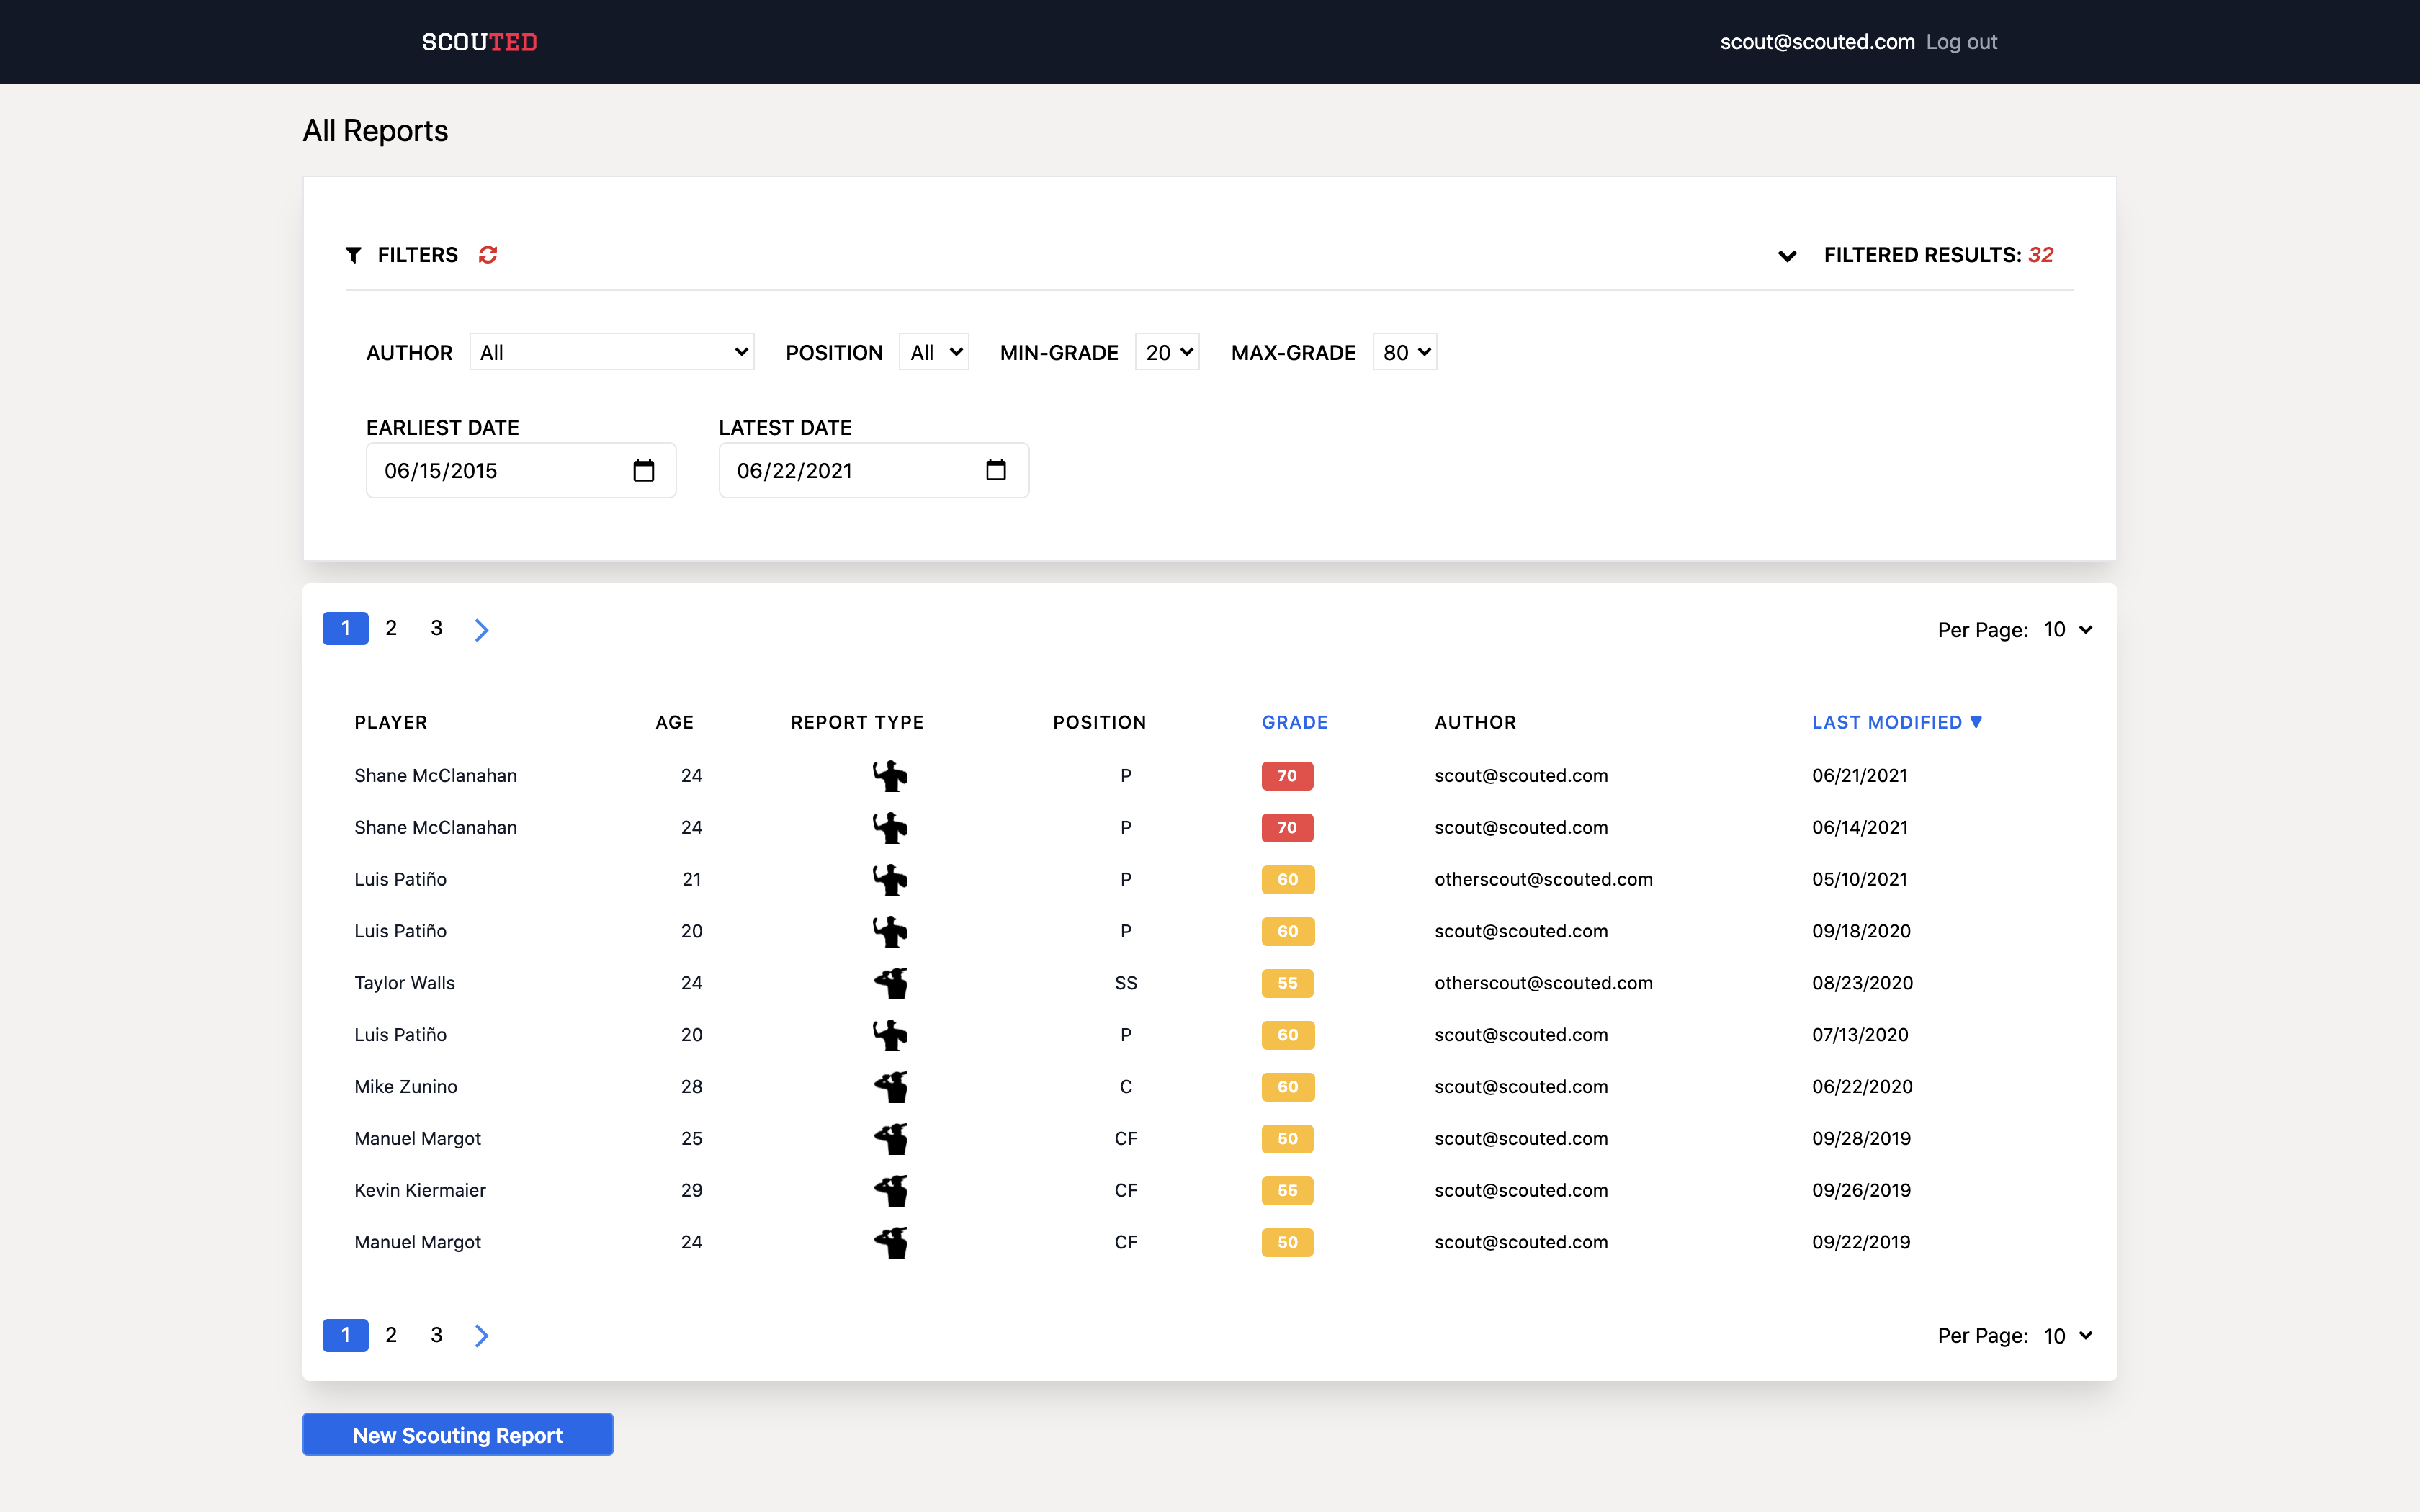 SCOUTED scout@scouted.com Log out
All Reports
FILTERS FILTERED RESULTS: 32
AUTHOR All POSITION All MIN-GRADE 20 MAX-GRADE 80
EARLIEST DATE LATEST DATE
06/15/2015 06/22/2021
1 2 3 Per Page: 10
PLAYER AGE REPORT TYPE POSITION GRADE AUTHOR LAST MODIFIED ▼
Shane McClanahan 24 P 70 scout@scouted.com 06/21/2021
Shane McClanahan 24 P 70 scout@scouted.com 06/14/2021
Luis Patiño 21 P 60 otherscout@scouted.com 05/10/2021
Luis Patiño 20 P 60 scout@scouted.com 09/18/2020
Taylor Walls 24 SS 55 otherscout@scouted.com 08/23/2020
Luis Patiño 20 P 60 scout@scouted.com 07/13/2020
Mike Zunino 28 C 60 scout@scouted.com 06/22/2020
Manuel Margot 25 CF 50 scout@scouted.com 09/28/2019
Kevin Kiermaier 29 CF 55 scout@scouted.com 09/26/2019
Manuel Margot 24 CF 50 scout@scouted.com 09/22/2019
1 2 3 Per Page: 10
New Scouting Report